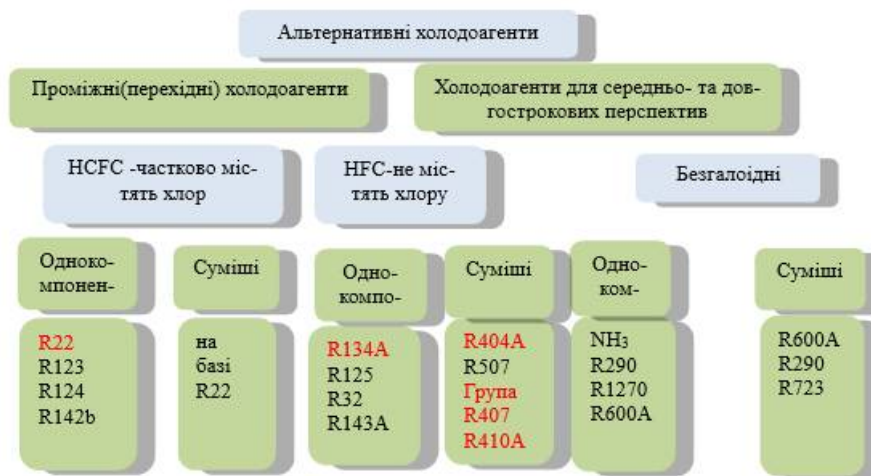 Альтернативні холодоагенти
Проміжні(перехідні) холодоагенти
Холодоагенти для середньо- та дов-
гострокових перспектив
HCFC -частково міс-
тять хлор
HFC-не міс-
тять хлору
Безгалоідні
Одноко-
мпонен-
Суміші
Одно-
компо-
Суміші
Одно-
ком-
Суміші
R22
R123
R124
R142b
на
базі
R22
R134A
R125
R32
R143A
R404A
R507
Група
R407
R410A
NH₃
R290
R1270
R600A
R600A
R290
R723